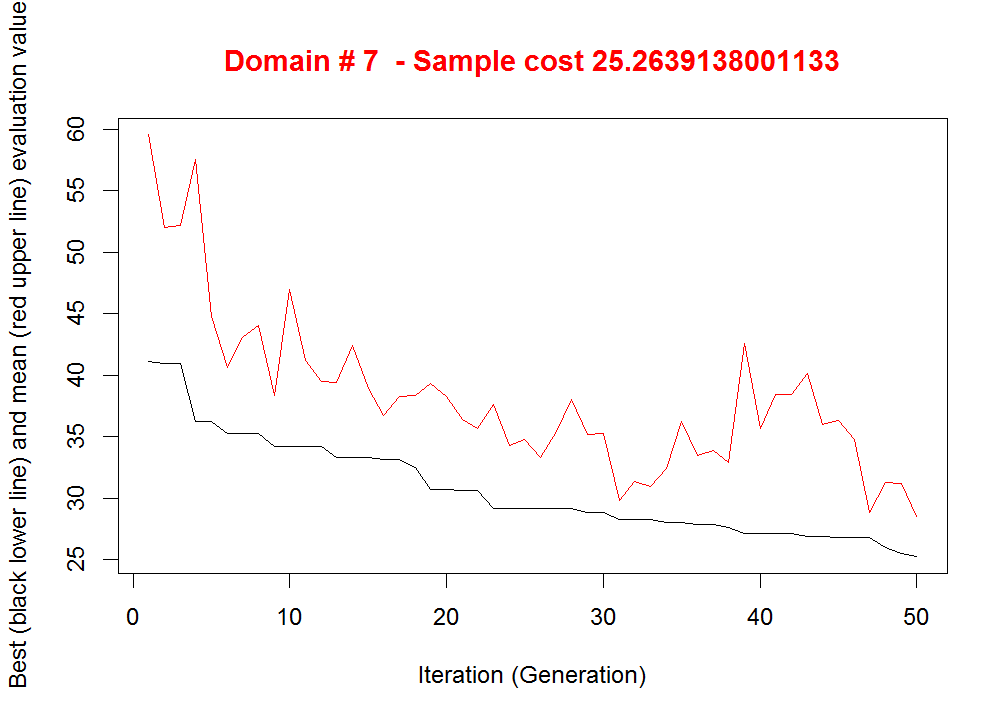 Domain # 7  - Sample cost 25.2639138001133
Best (black lower line) and mean (red upper line) evaluation value
60
55
50
45
40
35
30
25
0 10 20 30 40 50
Iteration (Generation)